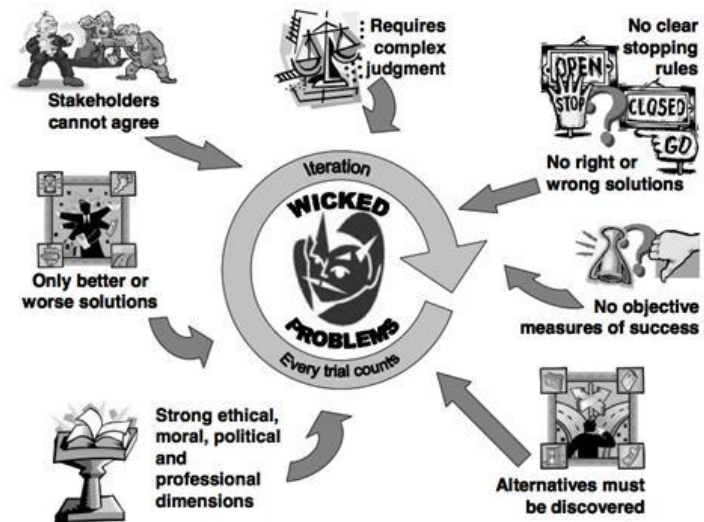 Stakeholders
cannot agree
Requires
complex
judgment
No clear
stopping
rules
OPEN
STOP
CLOSED
GO
No right or
wrong solutions
Only better or
worse solutions
Iteration
WICKED
PROBLEMS
Every trial counts
No objective
measures of success
Strong ethical,
moral, political
and
professional
dimensions
Alternatives must
be discovered